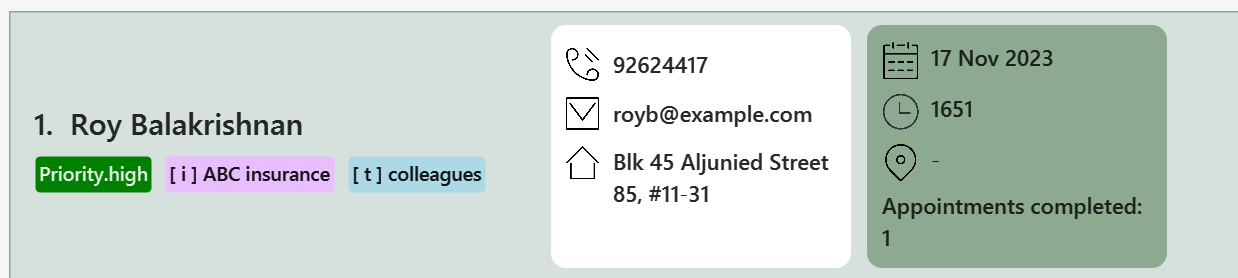 1. Roy Balakrishnan
Priority.high [ i ] ABC insurance [ t ] colleagues
92624417
royb@example.com
Blk 45 Aljunied Street
85, #11-31
17 Nov 2023
1651
-
Appointments completed:
1